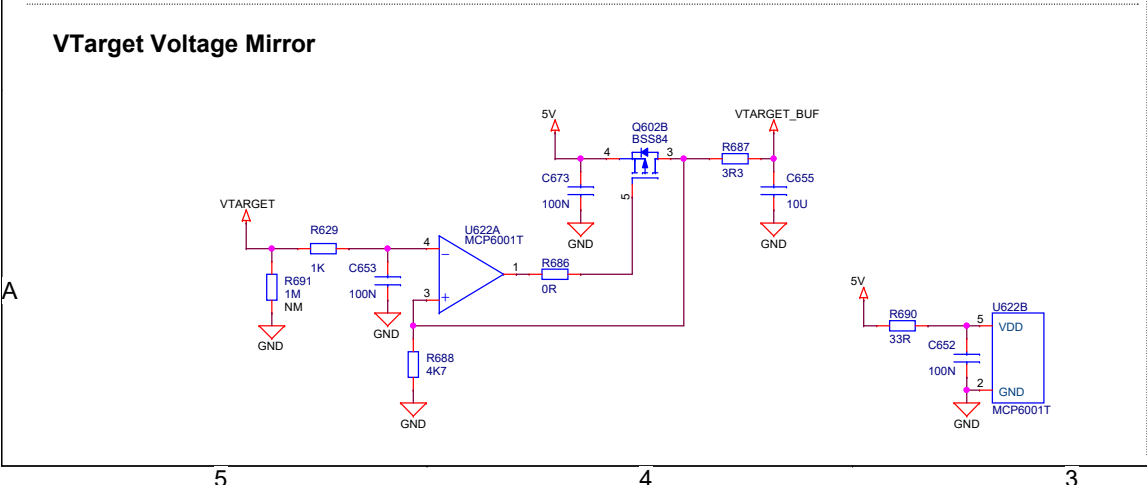 VTarget Voltage Mirror
5V
Q602B
BSS84
4
3
5
C673
100N
GND
R687
3R3
VTARGET_BUF
C655
10U
GND
VTARGET
R629
1K
R691
1M
NM
GND
C653
100N
GND
U622A
MCP6001T
4
3
1
−
+
R686
0R
R688
4K7
GND
5V
R690
33R
C652
100N
GND
U622B
5
VDD
2
GND
MCP6001T
A
5
4
3